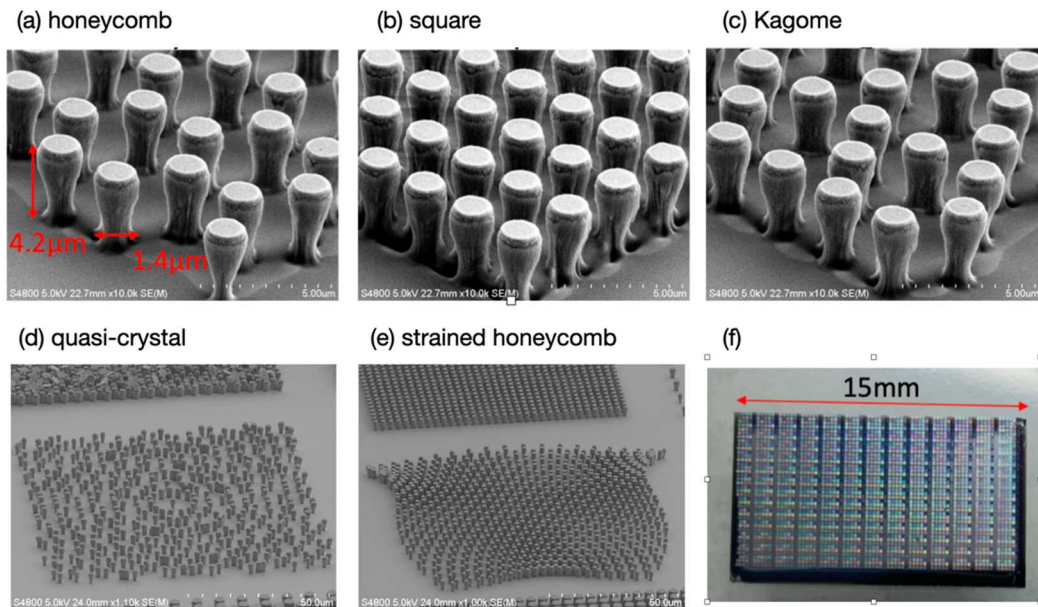 (a) honeycomb
(b) square
(c) Kagome
4.2μm
1.4μm
S4800 5.0kV 22.7mm x10.0k SE(M)
5.00um
S4800 5.0kV 22.7mm x10.0k SE(M)
5.00um
S4800 5.0kV 22.7mm x10.0k SE(M)
5.00um
(d) quasi-crystal
(e) strained honeycomb
(f)
15mm
S4800 5.0kV 24.0mm x1.10k SE(M)
50.0um
S4800 5.0kV 24.0mm x1.00k SE(M)
50.0um